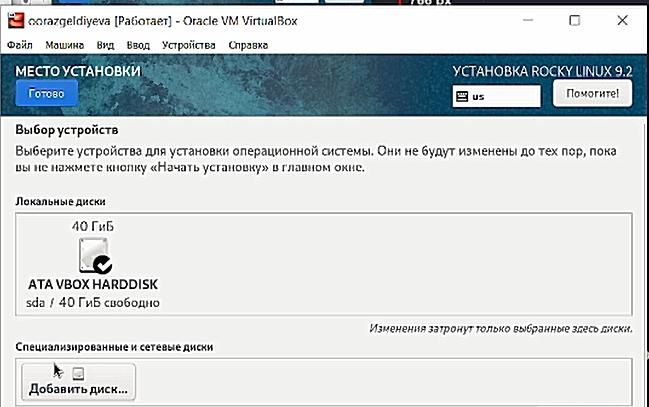 oorazgeldiyeva [Работает] - Oracle VM VirtualBox
Файл Машина Вид Ввод Устройства Справка
МЕСТО УСТАНОВКИ
УСТАНОВКА ROCKY LINUX 9.2
Готово
us
Помогите!
Выбор устройств
Выберите устройства для установки операционной системы. Они не будут изменены до тех пор, пока
вы не нажмете кнопку «Начать установку» в главном окне.
Локальные диски
40 ГиБ
ATA VBOX HARDDISK
sda / 40 ГиБ свободно
Изменения затронут только выбранные здесь диски.
Специализированные и сетевые диски
Добавить диск...